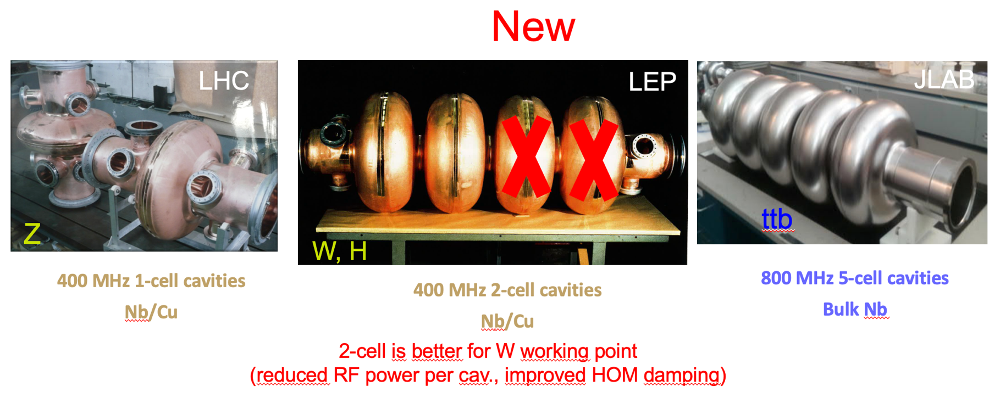 New
LHC
Z
400 MHz 1-cell cavities
Nb/Cu
LEP
W, H
400 MHz 2-cell cavities
Nb/Cu
2-cell is better for W working point
(reduced RF power per cav., improved HOM damping)
JLAB
ttb
800 MHz 5-cell cavities
Bulk Nb